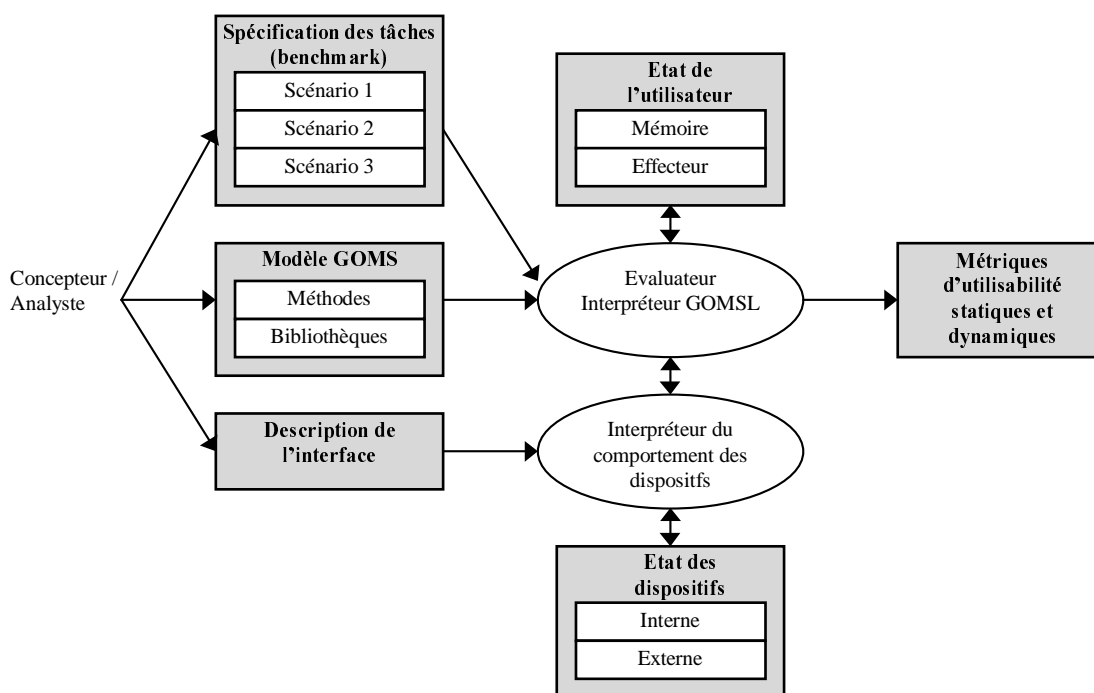 Spécification des tâches
(benchmark)
Scénario 1
Scénario 2
Scénario 3
Etat de
l’utilisateur
Mémoire
Effecteur
Concepteur /
Analyste
Modèle GOMS
Méthodes
Bibliothèques
Evaluateur
Interpréteur GOMSL
Métriques
d’utilisabilité
statiques et
dynamiques
Description de
l’interface
Interpréteur du
comportement des
dispositifs
Etat des
dispositifs
Interne
Externe